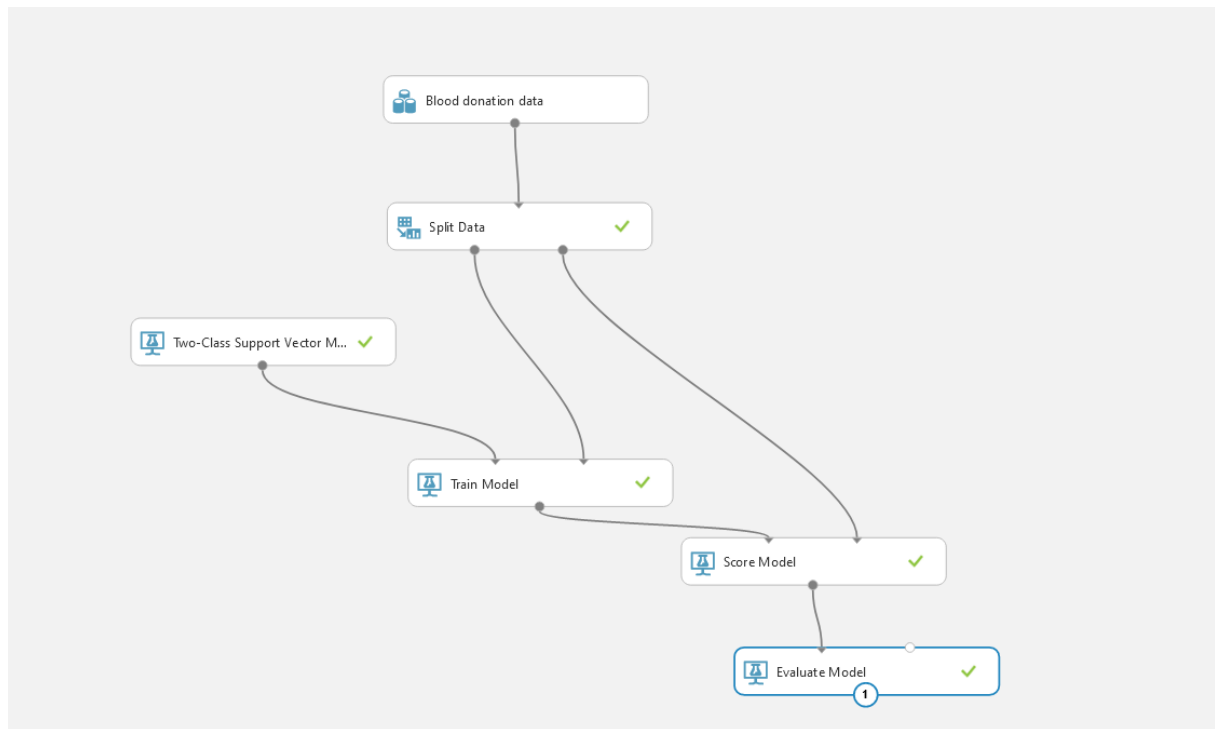 Blood donation data
Split Data
Two-Class Support Vector M...
Train Model
Score Model
Evaluate Model
1